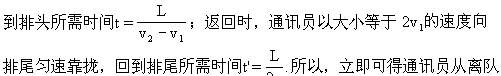 到排头所需时间t = L/(v₂－v₁)；返回时，通讯员以大小等于 2v₁的速度向
排尾匀速靠拢，回到排尾所需时间t'= L/ .所以，立即可得通讯员从离队